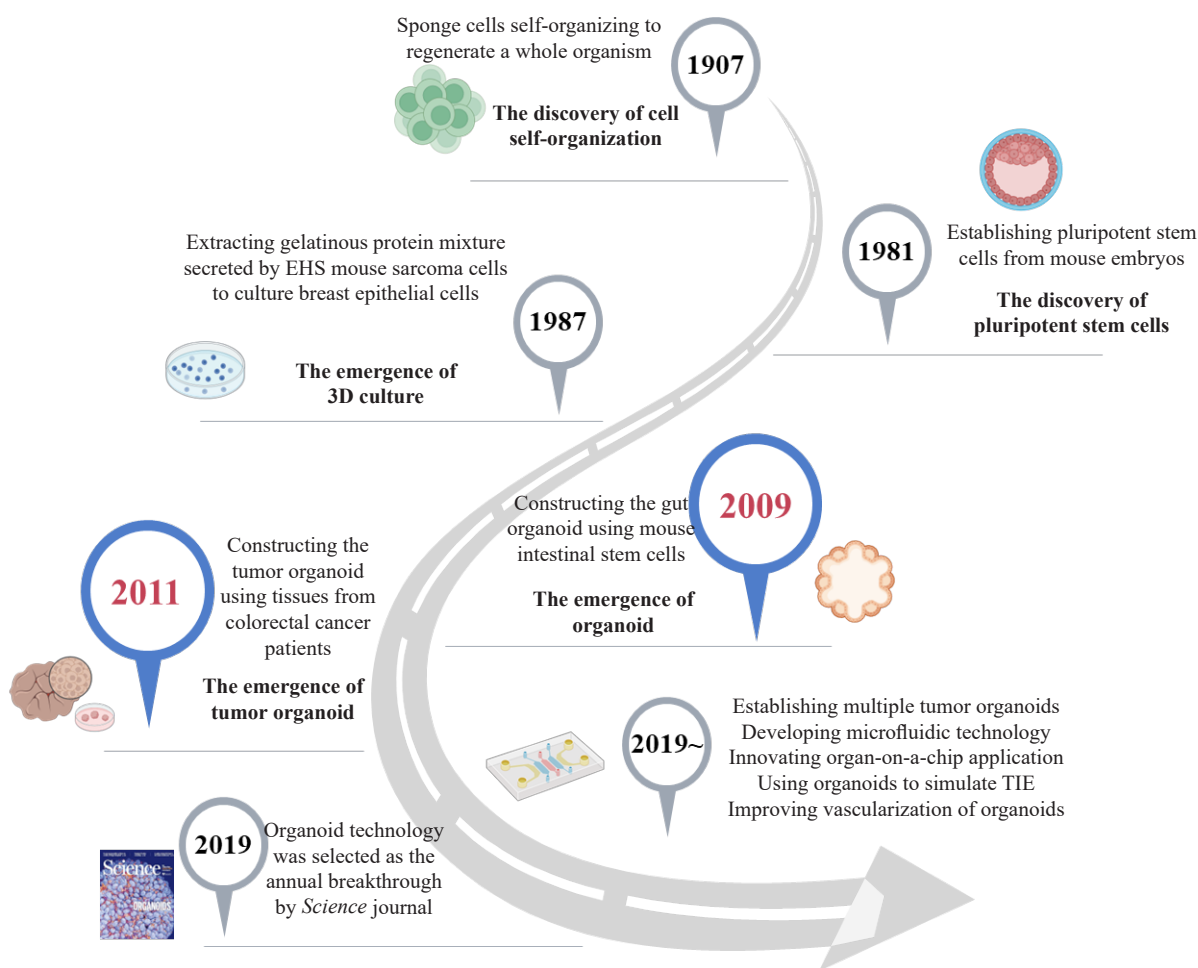 Sponge cells self-organizing to
regenerate a whole organism
1907
The discovery of cell
self-organization
1981
Establishing pluripotent stem
cells from mouse embryos
The discovery of
pluripotent stem cells
Extracting gelatinous protein mixture
secreted by EHS mouse sarcoma cells
to culture breast epithelial cells
1987
The emergence of
3D culture
Constructing the gut
organoid using mouse
intestinal stem cells
2009
The emergence of
organoid
2011
Constructing the
tumor organoid
using tissues from
colorectal cancer
patients
The emergence of
tumor organoid
2019~
Establishing multiple tumor organoids
Developing microfluidic technology
Innovating organ-on-a-chip application
Using organoids to simulate TIE
Improving vascularization of organoids
2019
Organoid technology
was selected as the
annual breakthrough
by Science journal
Science
ORGANOIDS